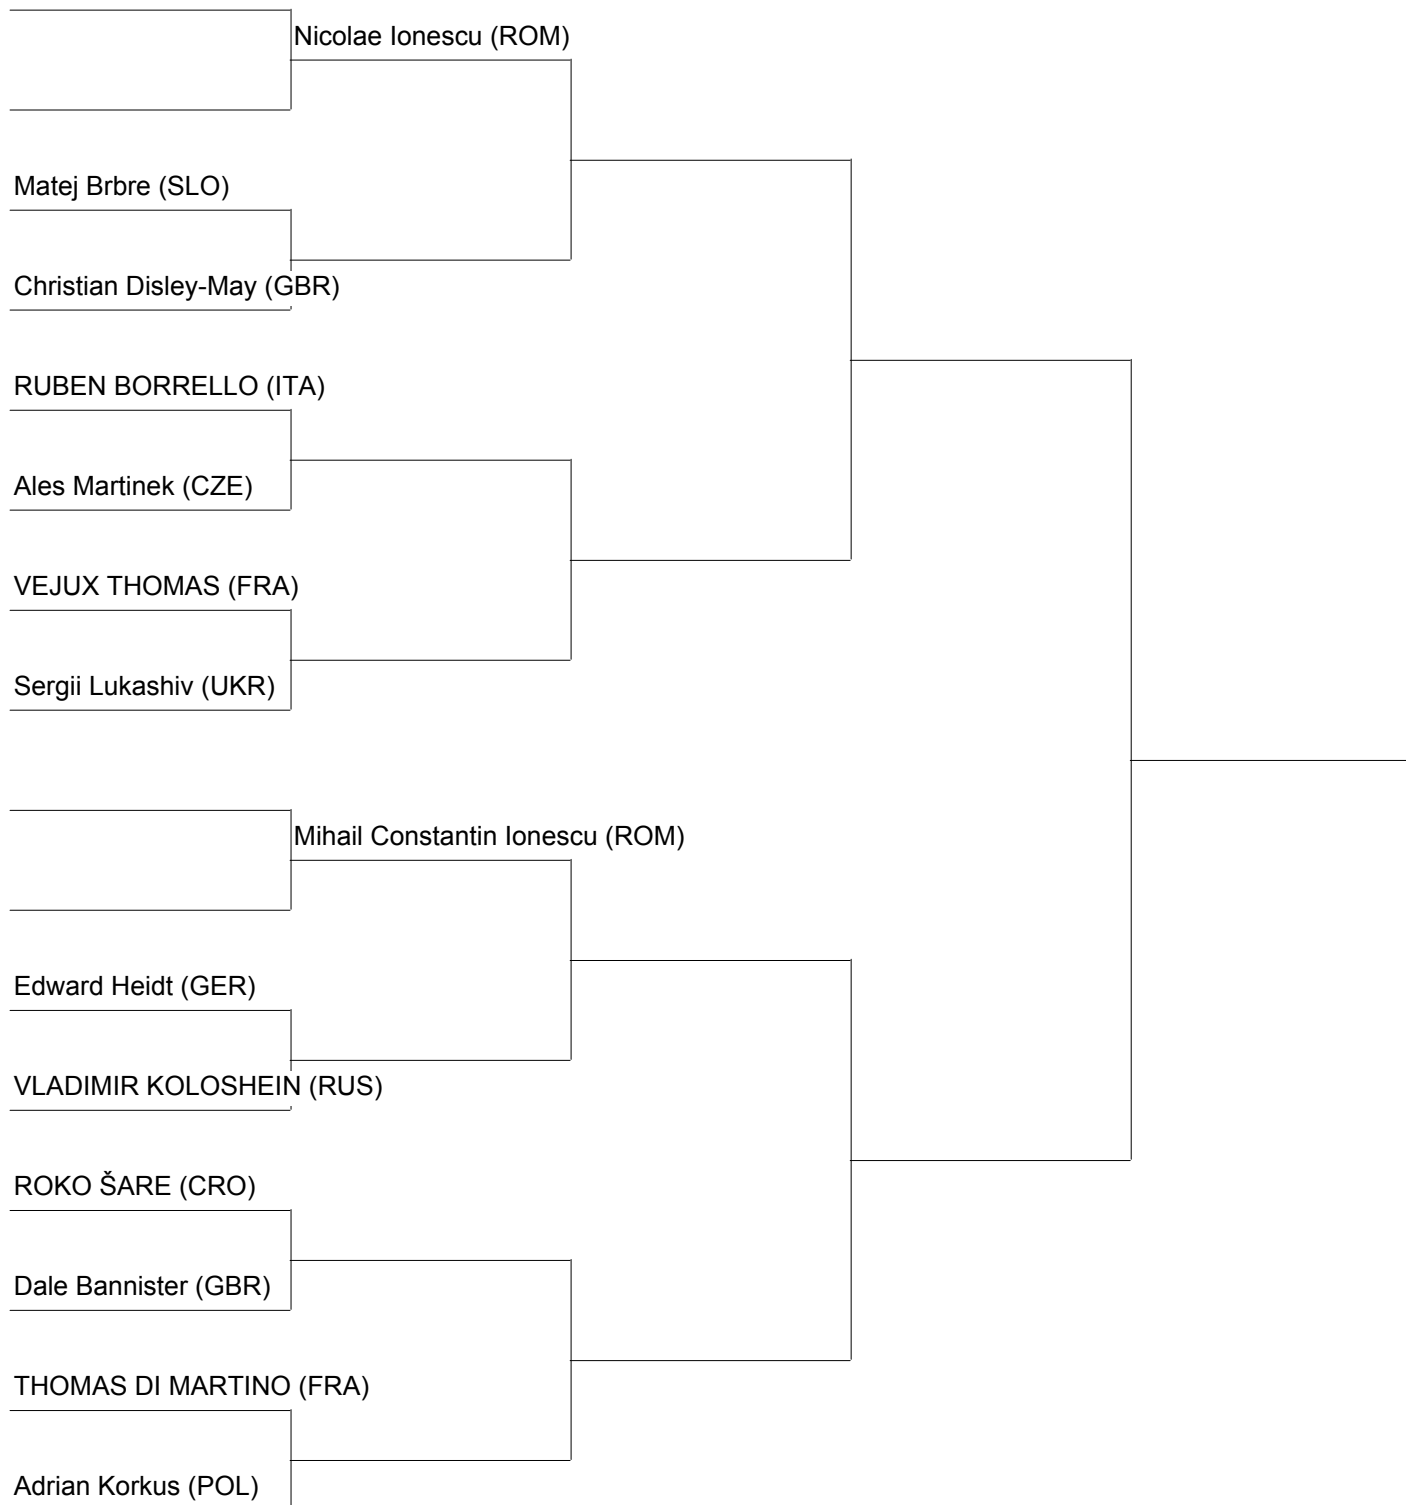 Nicolae Ionescu (ROM)
Matej Brbre (SLO)
Christian Disley-May (GBR)
RUBEN BORRELLO (ITA)
Ales Martinek (CZE)
VEJUX THOMAS (FRA)
Sergii Lukashiv (UKR)
Mihail Constantin Ionescu (ROM)
Edward Heidt (GER)
VLADIMIR KOLOSHEIN (RUS)
ROKO ŠARE (CRO)
Dale Bannister (GBR)
THOMAS DI MARTINO (FRA)
Adrian Korkus (POL)